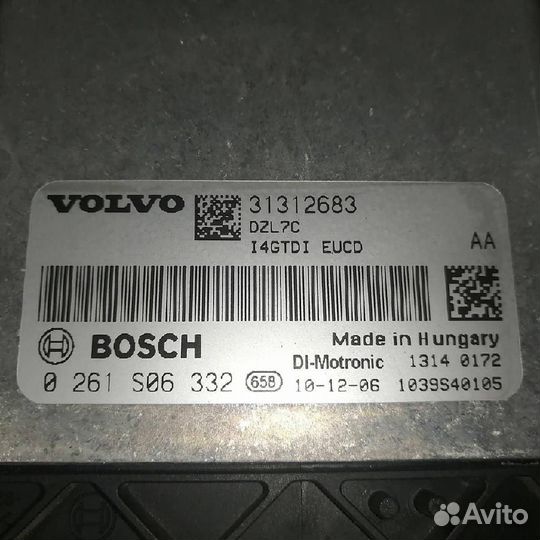 VOLVO 31312683
DZL7C
I4GTDI EUCD AA
BOSCH Made in Hungary
DI-Motronic 1314 0172
0 261 S06 332 658 10-12-06 1039S40105
Avito